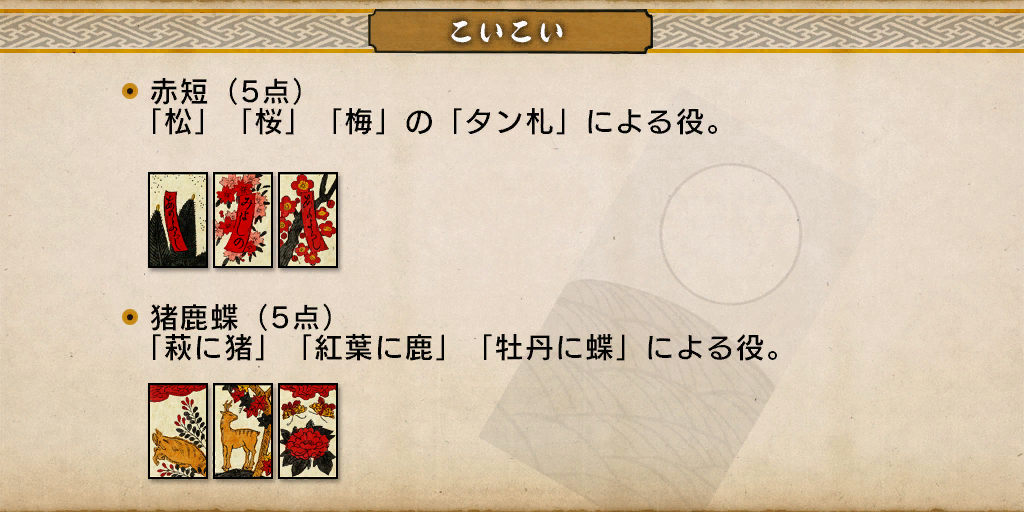 こいこい
赤短（5点）
「松」「桜」「梅」の「タン札」による役。
猪鹿蝶（5点）
「萩に猪」「紅葉に鹿」「牡丹に蝶」による役。